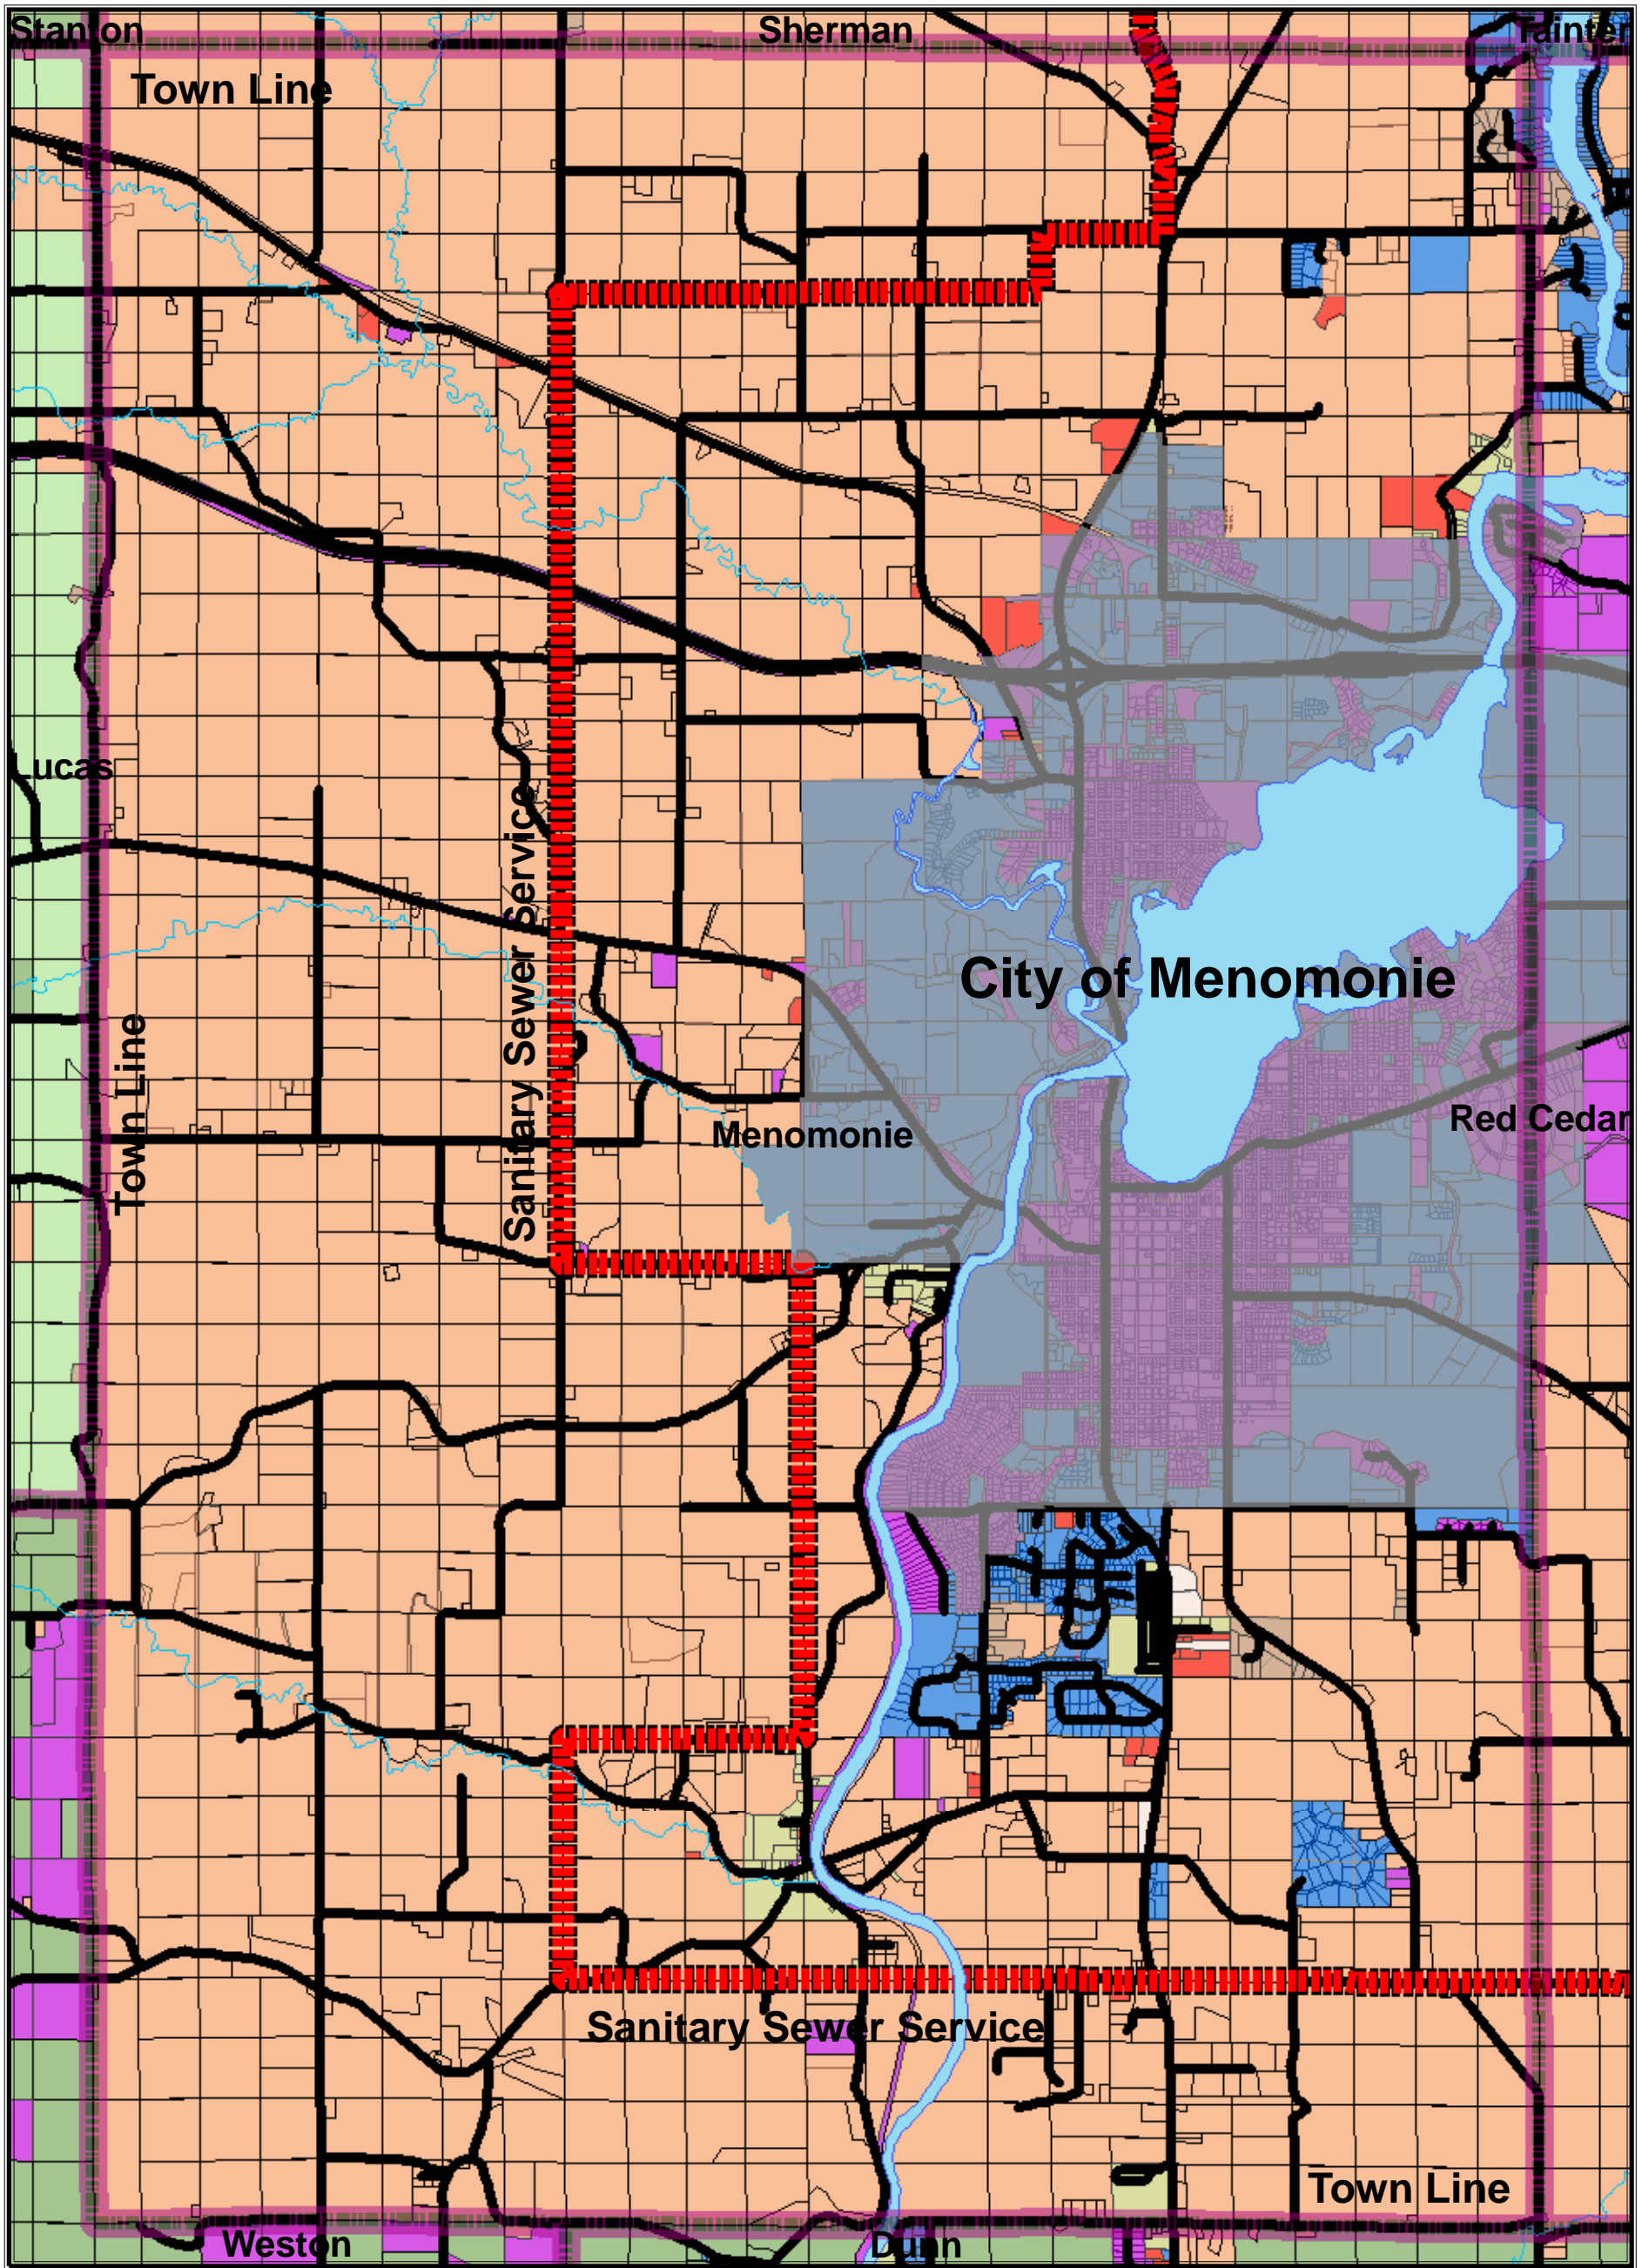 Stanton
Sherman
Tainter
Town Line
Lucas
Sanitary Sewer Service
City of Menomonie
Town Line
Red Cedar
Menomonie
Sanitary Sewer Service
Town Line
Weston
Dunn